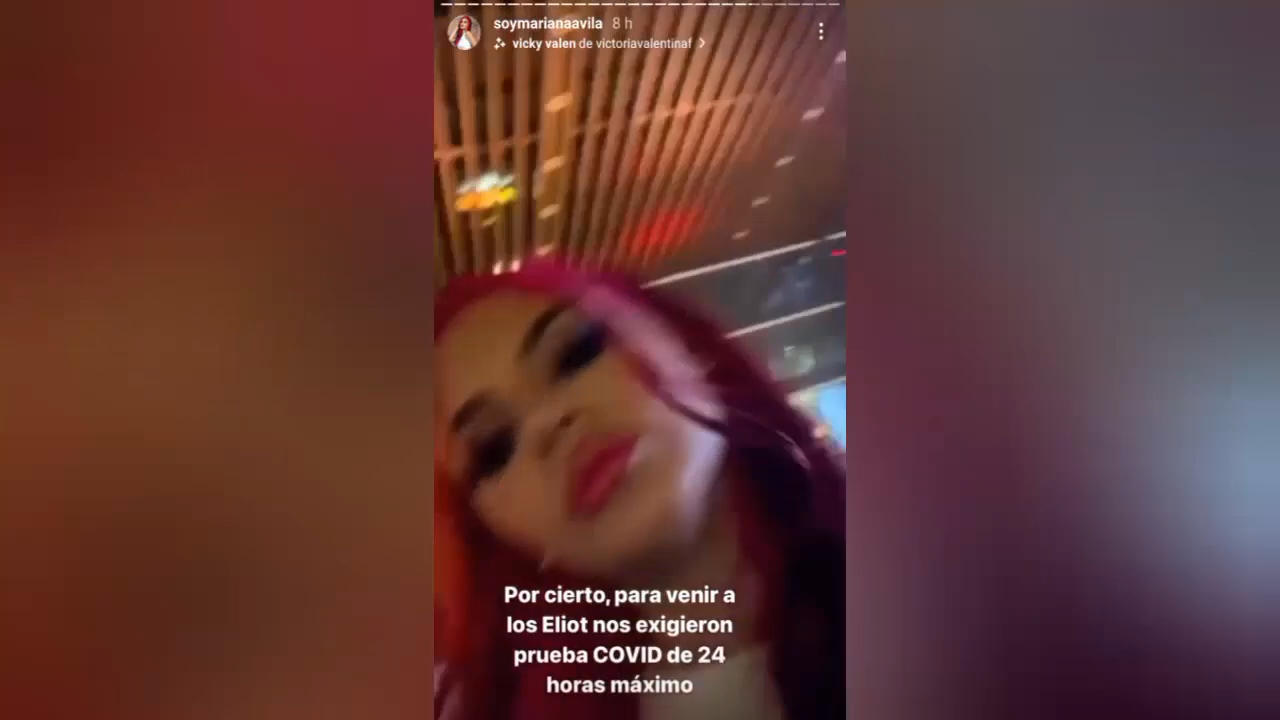 soymarianaavila 8 h
vicky valen de victoriavalentinaf
Por cierto, para venir a
los Eliot nos exigieron
prueba COVID de 24
horas máximo